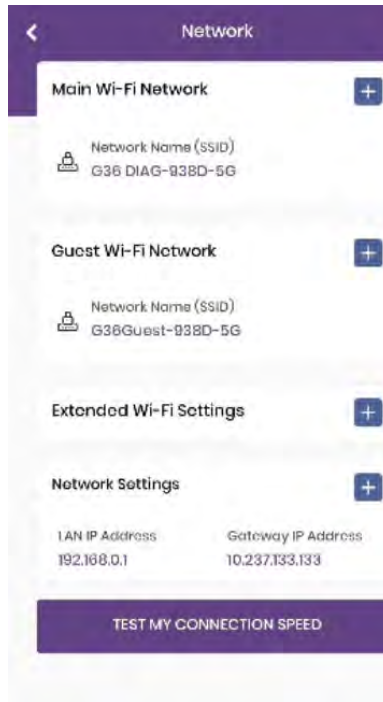 Network
Main Wi-Fi Network
Network Name (SSID)
G36 DIAG-938D-5G
Guest Wi-Fi Network
Network Name (SSID)
G36Guest-938D-5G
Extended Wi-Fi Settings
Network Settings
LAN IP Address Gateway IP Address
192.168.0.1 10.237.133.133
TEST MY CONNECTION SPEED